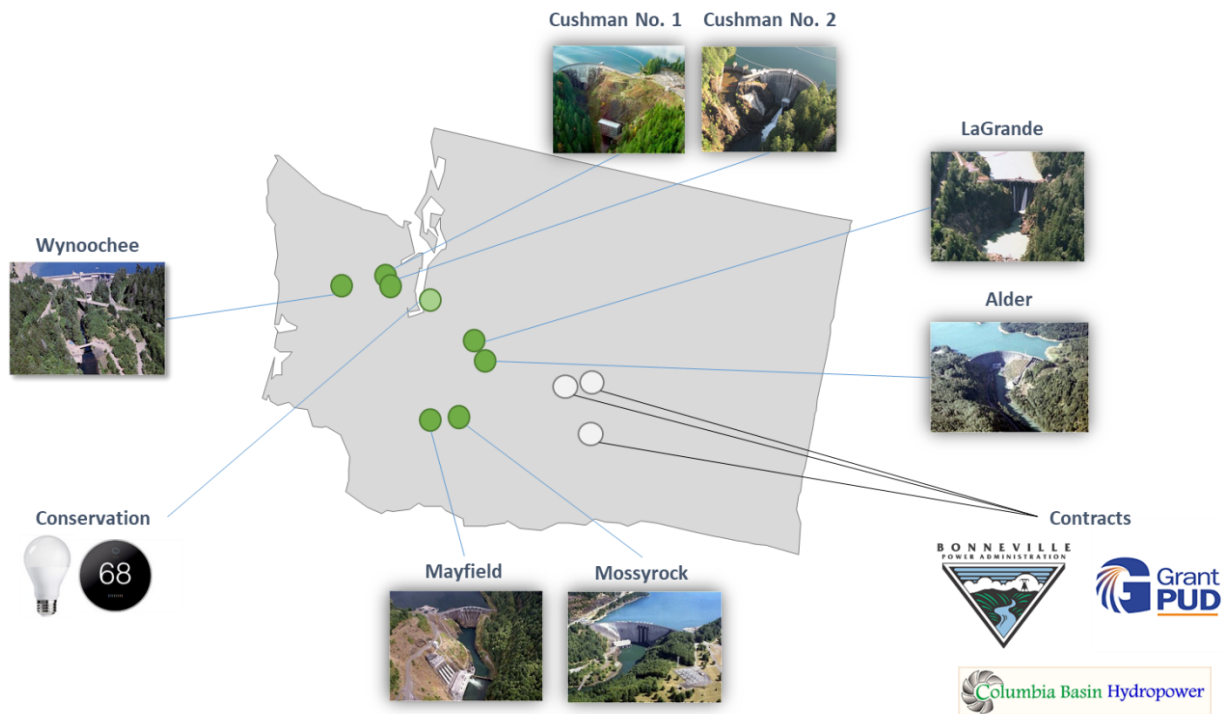 Cushman No. 1
Cushman No. 2
LaGrande
Wynoochee
Alder
Conservation
68
Contracts
BONNEVILLE
POWER ADMINISTRATION
Grant
PUD
Mayfield
Mossyrock
Columbia Basin Hydropower